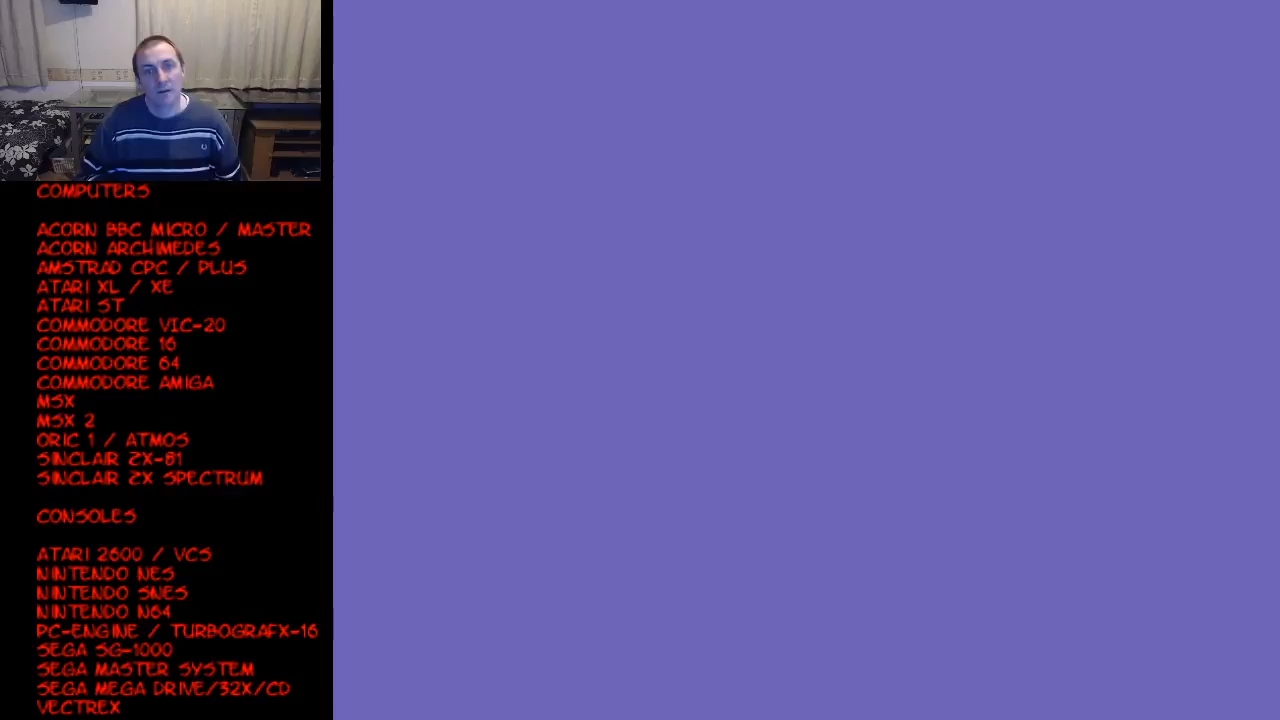 COMPUTERS
ACORN BBC MICRO / MASTER
ACORN ARCHIMEDES
AMSTRAD CPC / PLUS
ATARI XL / XE
ATARI ST
COMMODORE VIC-20
COMMODORE 16
COMMODORE 64
COMMODORE AMIGA
MSX
MSX 2
ORIC 1 / ATMOS
SINCLAIR ZX-81
SINCLAIR ZX SPECTRUM
CONSOLES
ATARI 2600 / VCS
NINTENDO NES
NINTENDO SNES
NINTENDO N64
PC-ENGINE / TURBOGRAFX-16
SEGA SG-1000
SEGA MASTER SYSTEM
SEGA MEGA DRIVE/32X/CD
VECTREX